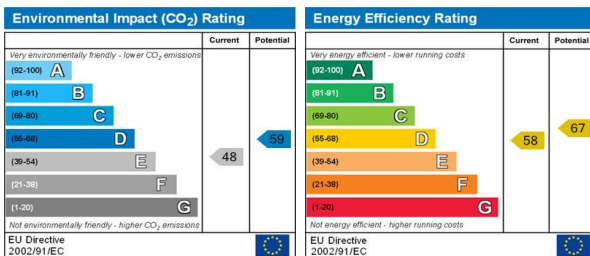 Environmental Impact (CO2) Rating
Current Potential
Very environmentally friendly - lower CO2 emissions
(92-100) A
(81-91) B
(69-80) C
(55-68) D
59
(39-54) E
48
(21-38) F
(1-20) G
Not environmentally friendly - higher CO2 emissions
EU Directive
2002/91/EC
Energy Efficiency Rating
Current Potential
Very energy efficient - lower running costs
(92-100) A
(81-91) B
(69-80) C
67
(55-68) D
58
(39-54) E
(21-38) F
(1-20) G
Not energy efficient - higher running costs
EU Directive
2002/91/EC